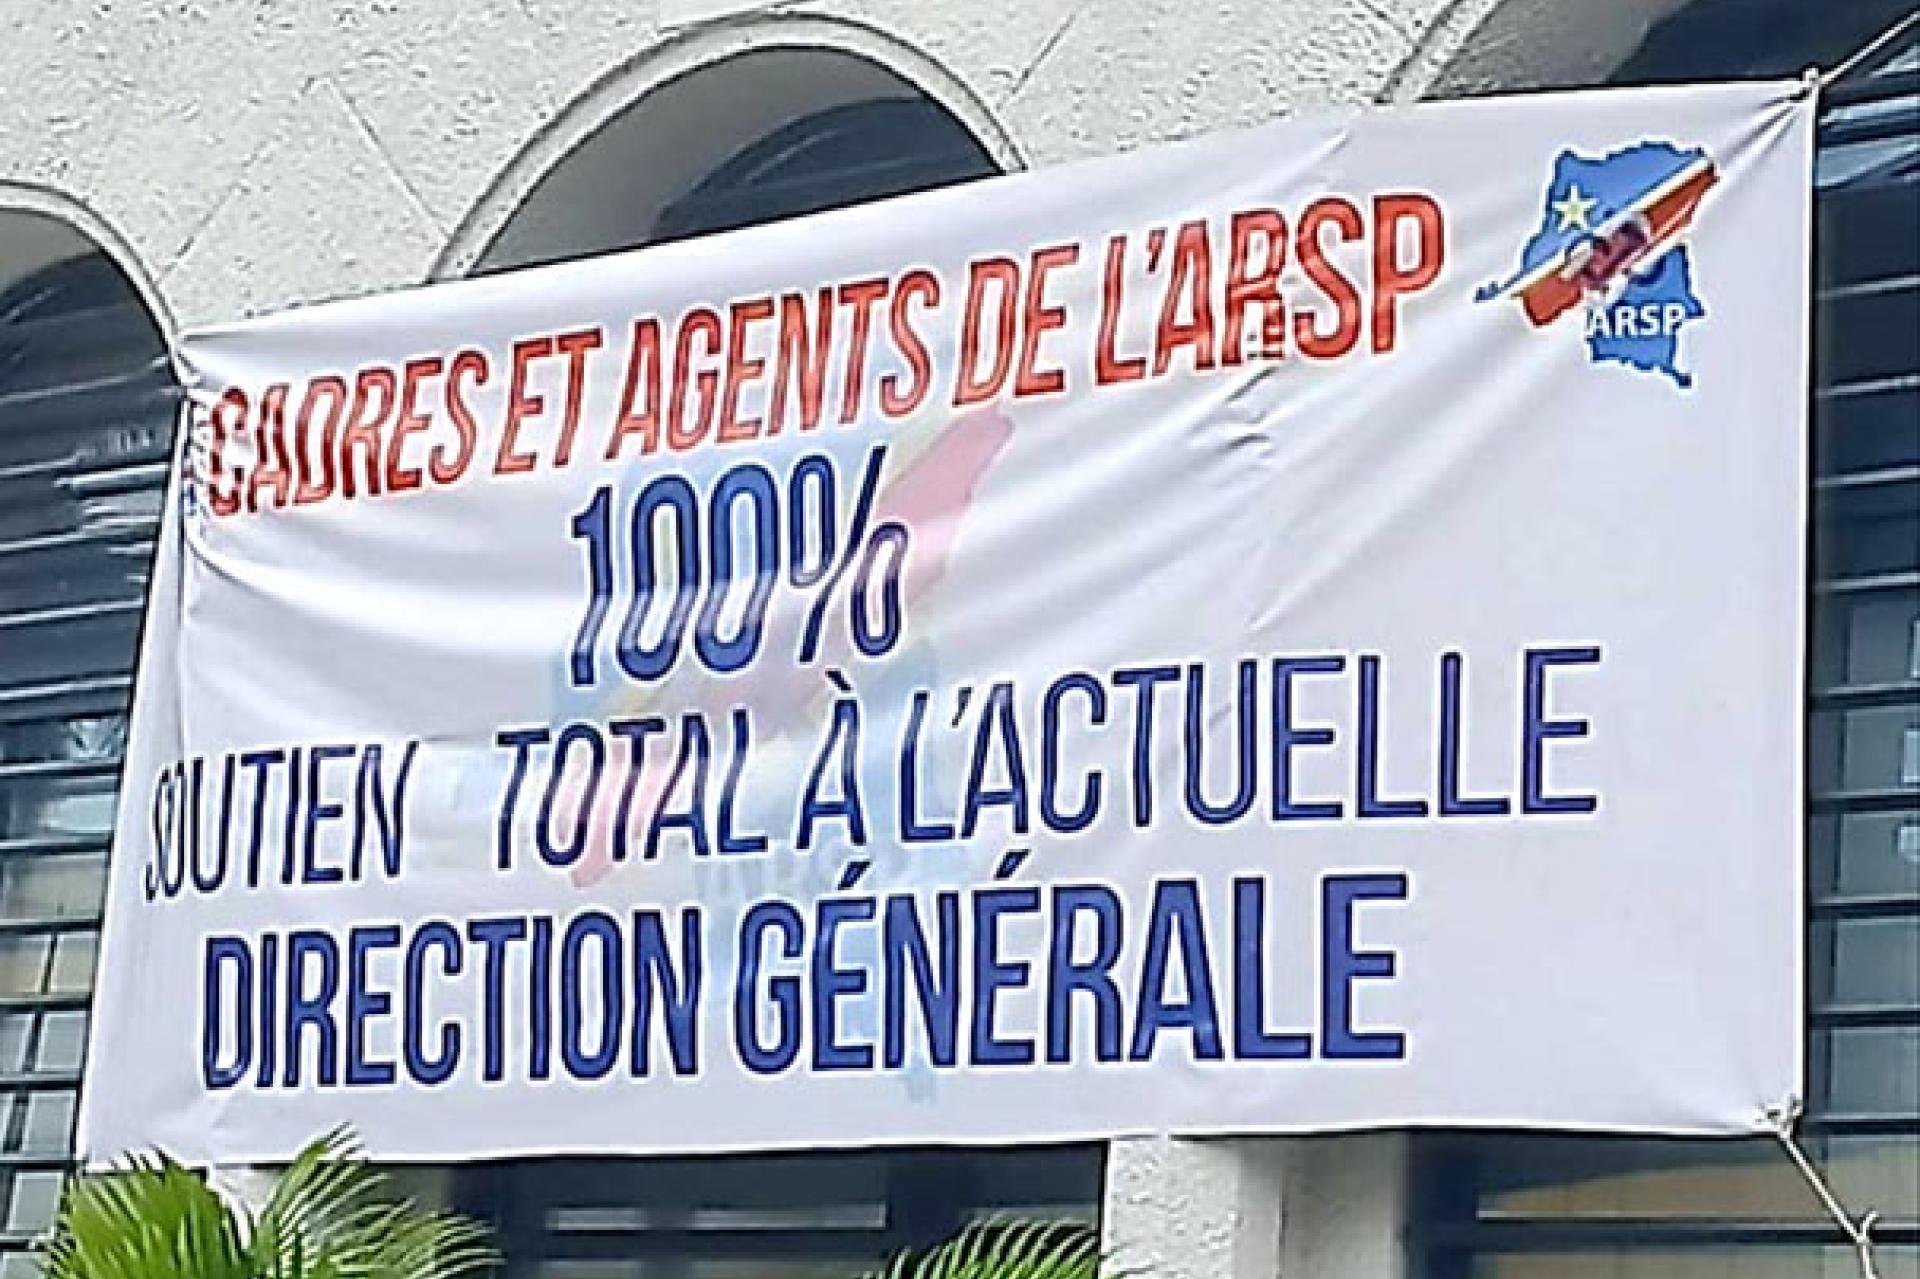 CADRES ET AGENTS DE L'ARSP
ARSP
100%
SOUTIEN TOTAL À L'ACTUELLE
DIRECTION GÉNÉRALE